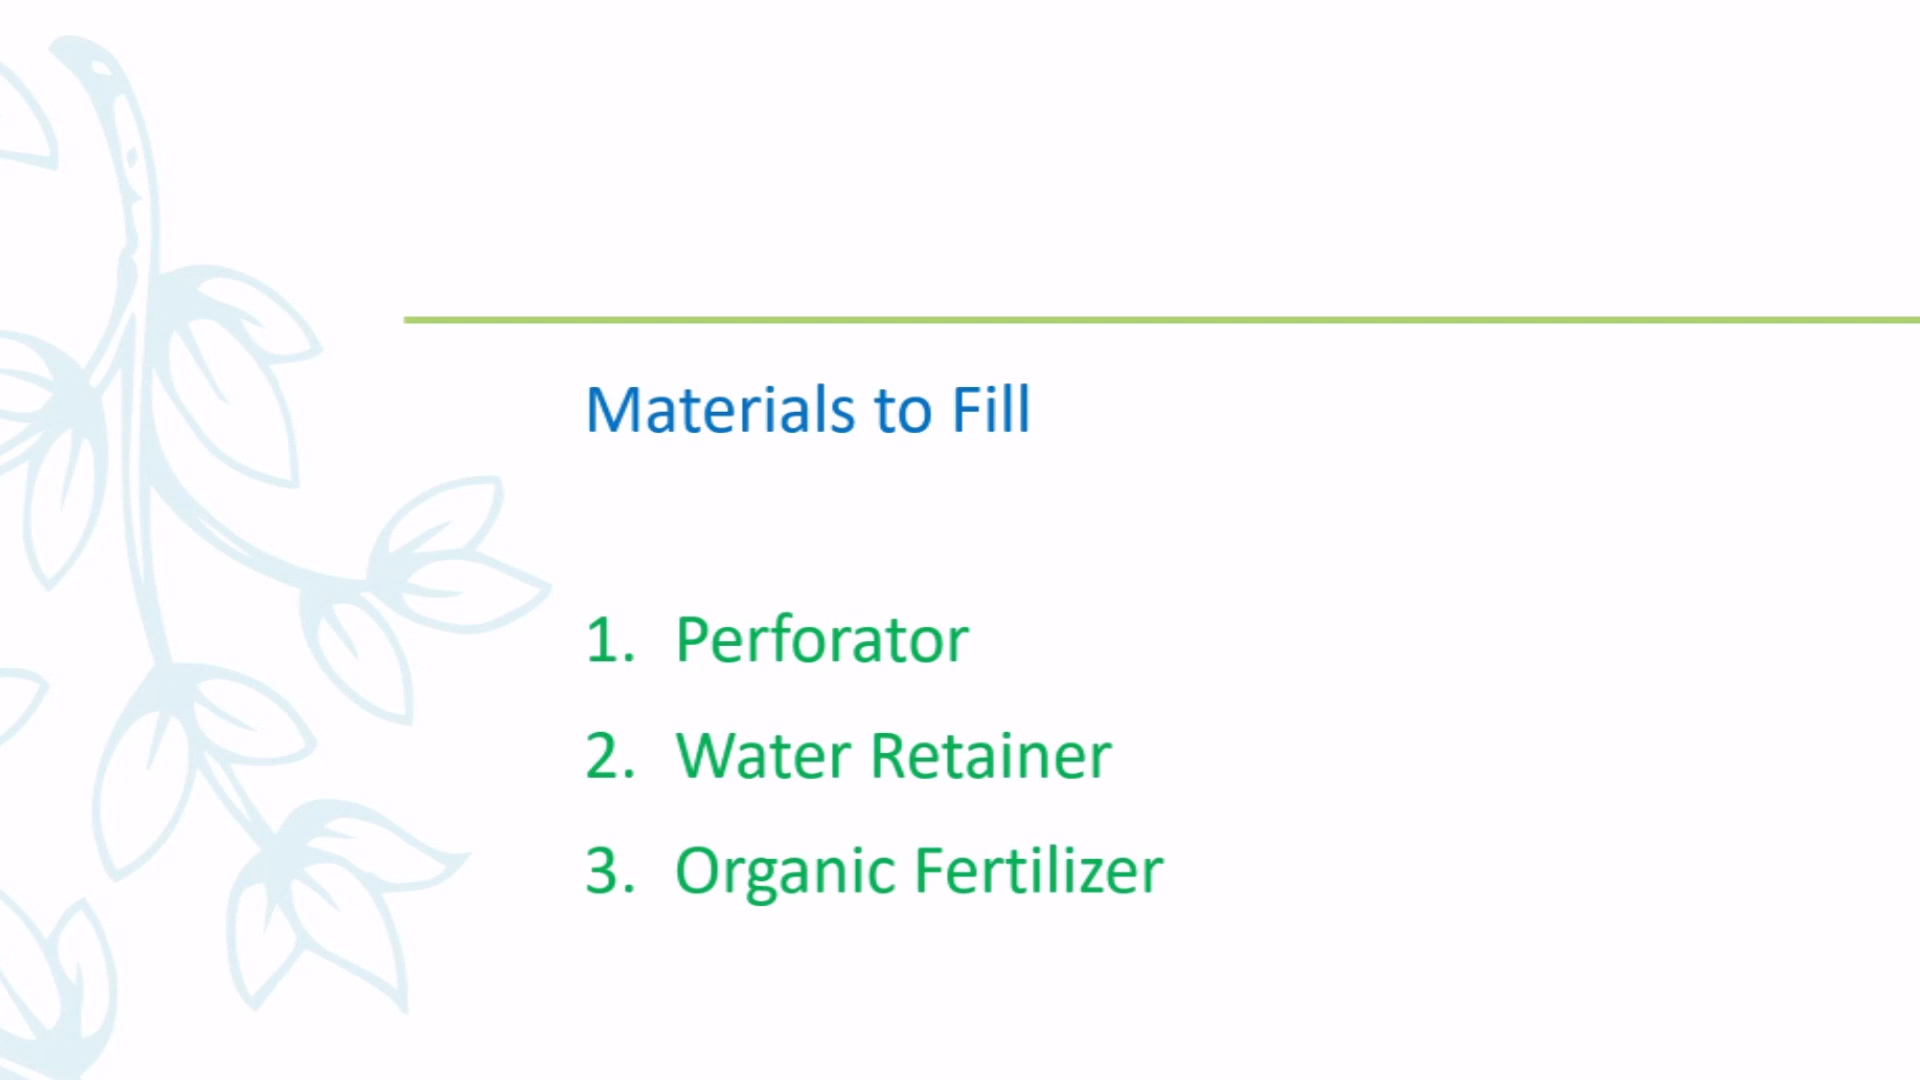 Materials to Fill
1. Perforator
2. Water Retainer
3. Organic Fertilizer